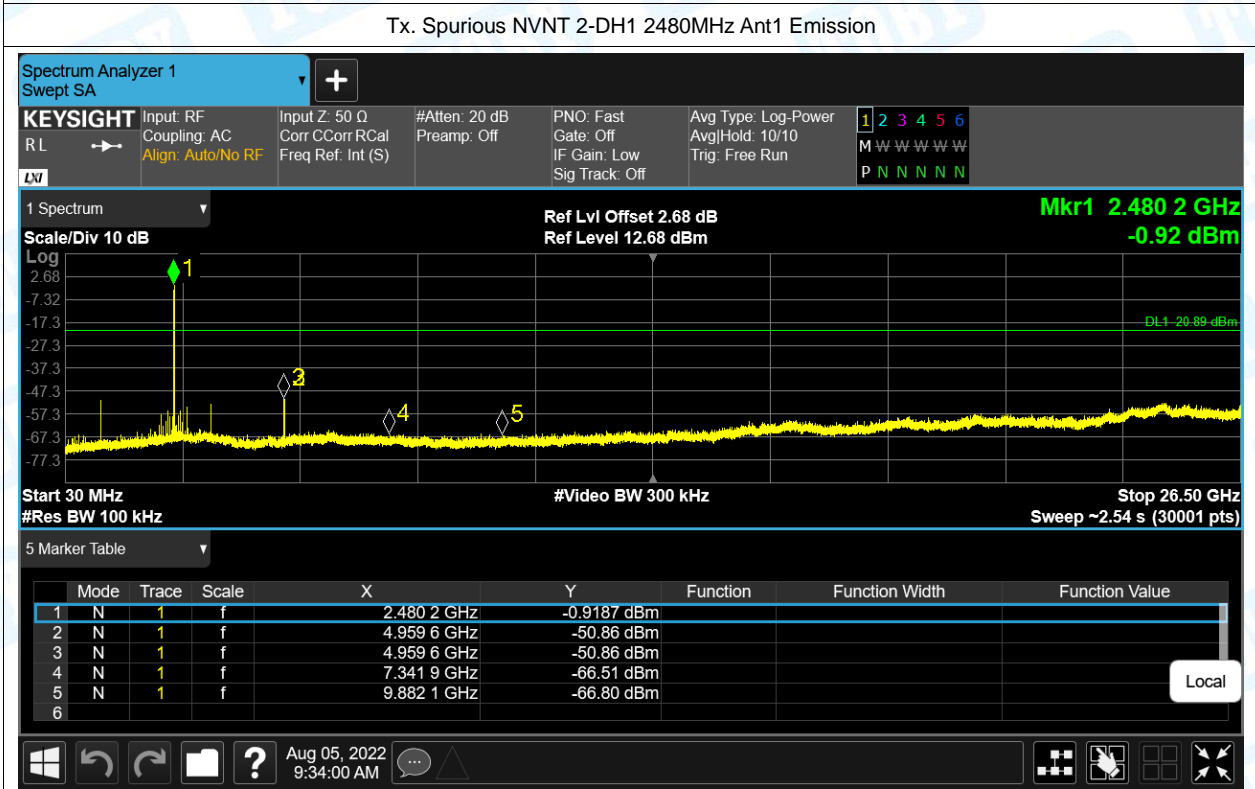 Tx. Spurious NVNT 2-DH1 2480MHz Ant1 Emission
Spectrum Analyzer 1
Swept SA
+
KEYSIGHT
R L
LXI
Input: RF
Coupling: AC
Align: Auto/No RF
Input Z: 50 Ω
Corr CCorr RCal
Freq Ref: Int (S)
#Atten: 20 dB
Preamp: Off
PNO: Fast
Gate: Off
IF Gain: Low
Sig Track: Off
Avg Type: Log-Power
Avg|Hold: 10/10
Trig: Free Run
1 2 3 4 5 6
M W W W W W
P N N N N N
1 Spectrum
Scale/Div 10 dB
Ref Lvl Offset 2.68 dB
Ref Level 12.68 dBm
Mkr1 2.480 2 GHz
-0.92 dBm
Log
2.68
-7.32
-17.3
-27.3
-37.3
-47.3
-57.3
-67.3
-77.3
1
3
4
5
DL1 -20.89 dBm
Start 30 MHz
#Video BW 300 kHz
Stop 26.50 GHz
#Res BW 100 kHz
Sweep ~2.54 s (30001 pts)
5 Marker Table
Mode Trace Scale X Y Function Function Width Function Value
1 N 1 f 2.480 2 GHz -0.9187 dBm
2 N 1 f 4.959 6 GHz -50.86 dBm
3 N 1 f 4.959 6 GHz -50.86 dBm
4 N 1 f 7.341 9 GHz -66.51 dBm
5 N 1 f 9.882 1 GHz -66.80 dBm
6
Local
?
Aug 05, 2022
9:34:00 AM